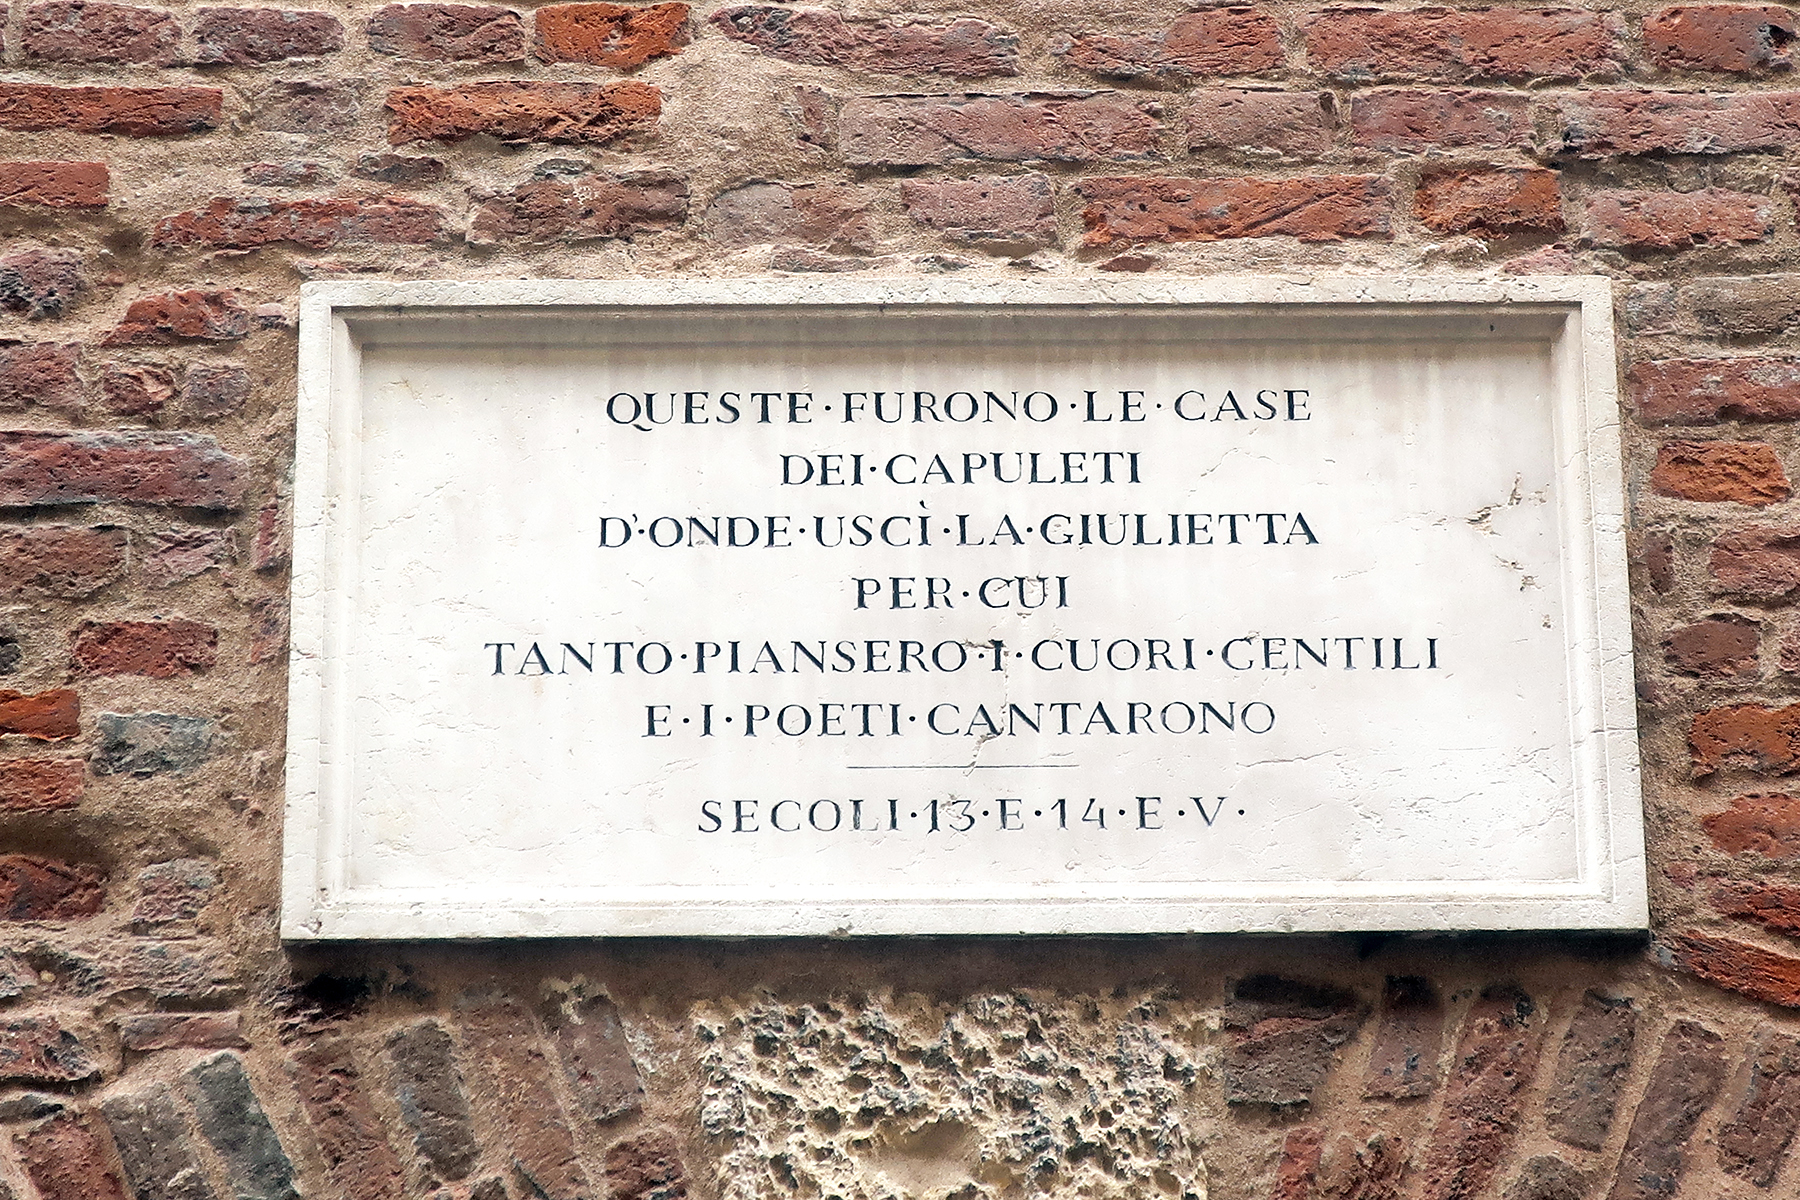 QUESTE·FURONO·LE·CASE
DEI·CAPULETI
D'·ONDE·USCÌ·LA·GIULIETTA
PER·CUI
TANTO·PIANSERO·I·CUORI·GENTILI
E·I·POETI·CANTARONO
SECOLI·13·E·14·E·V·